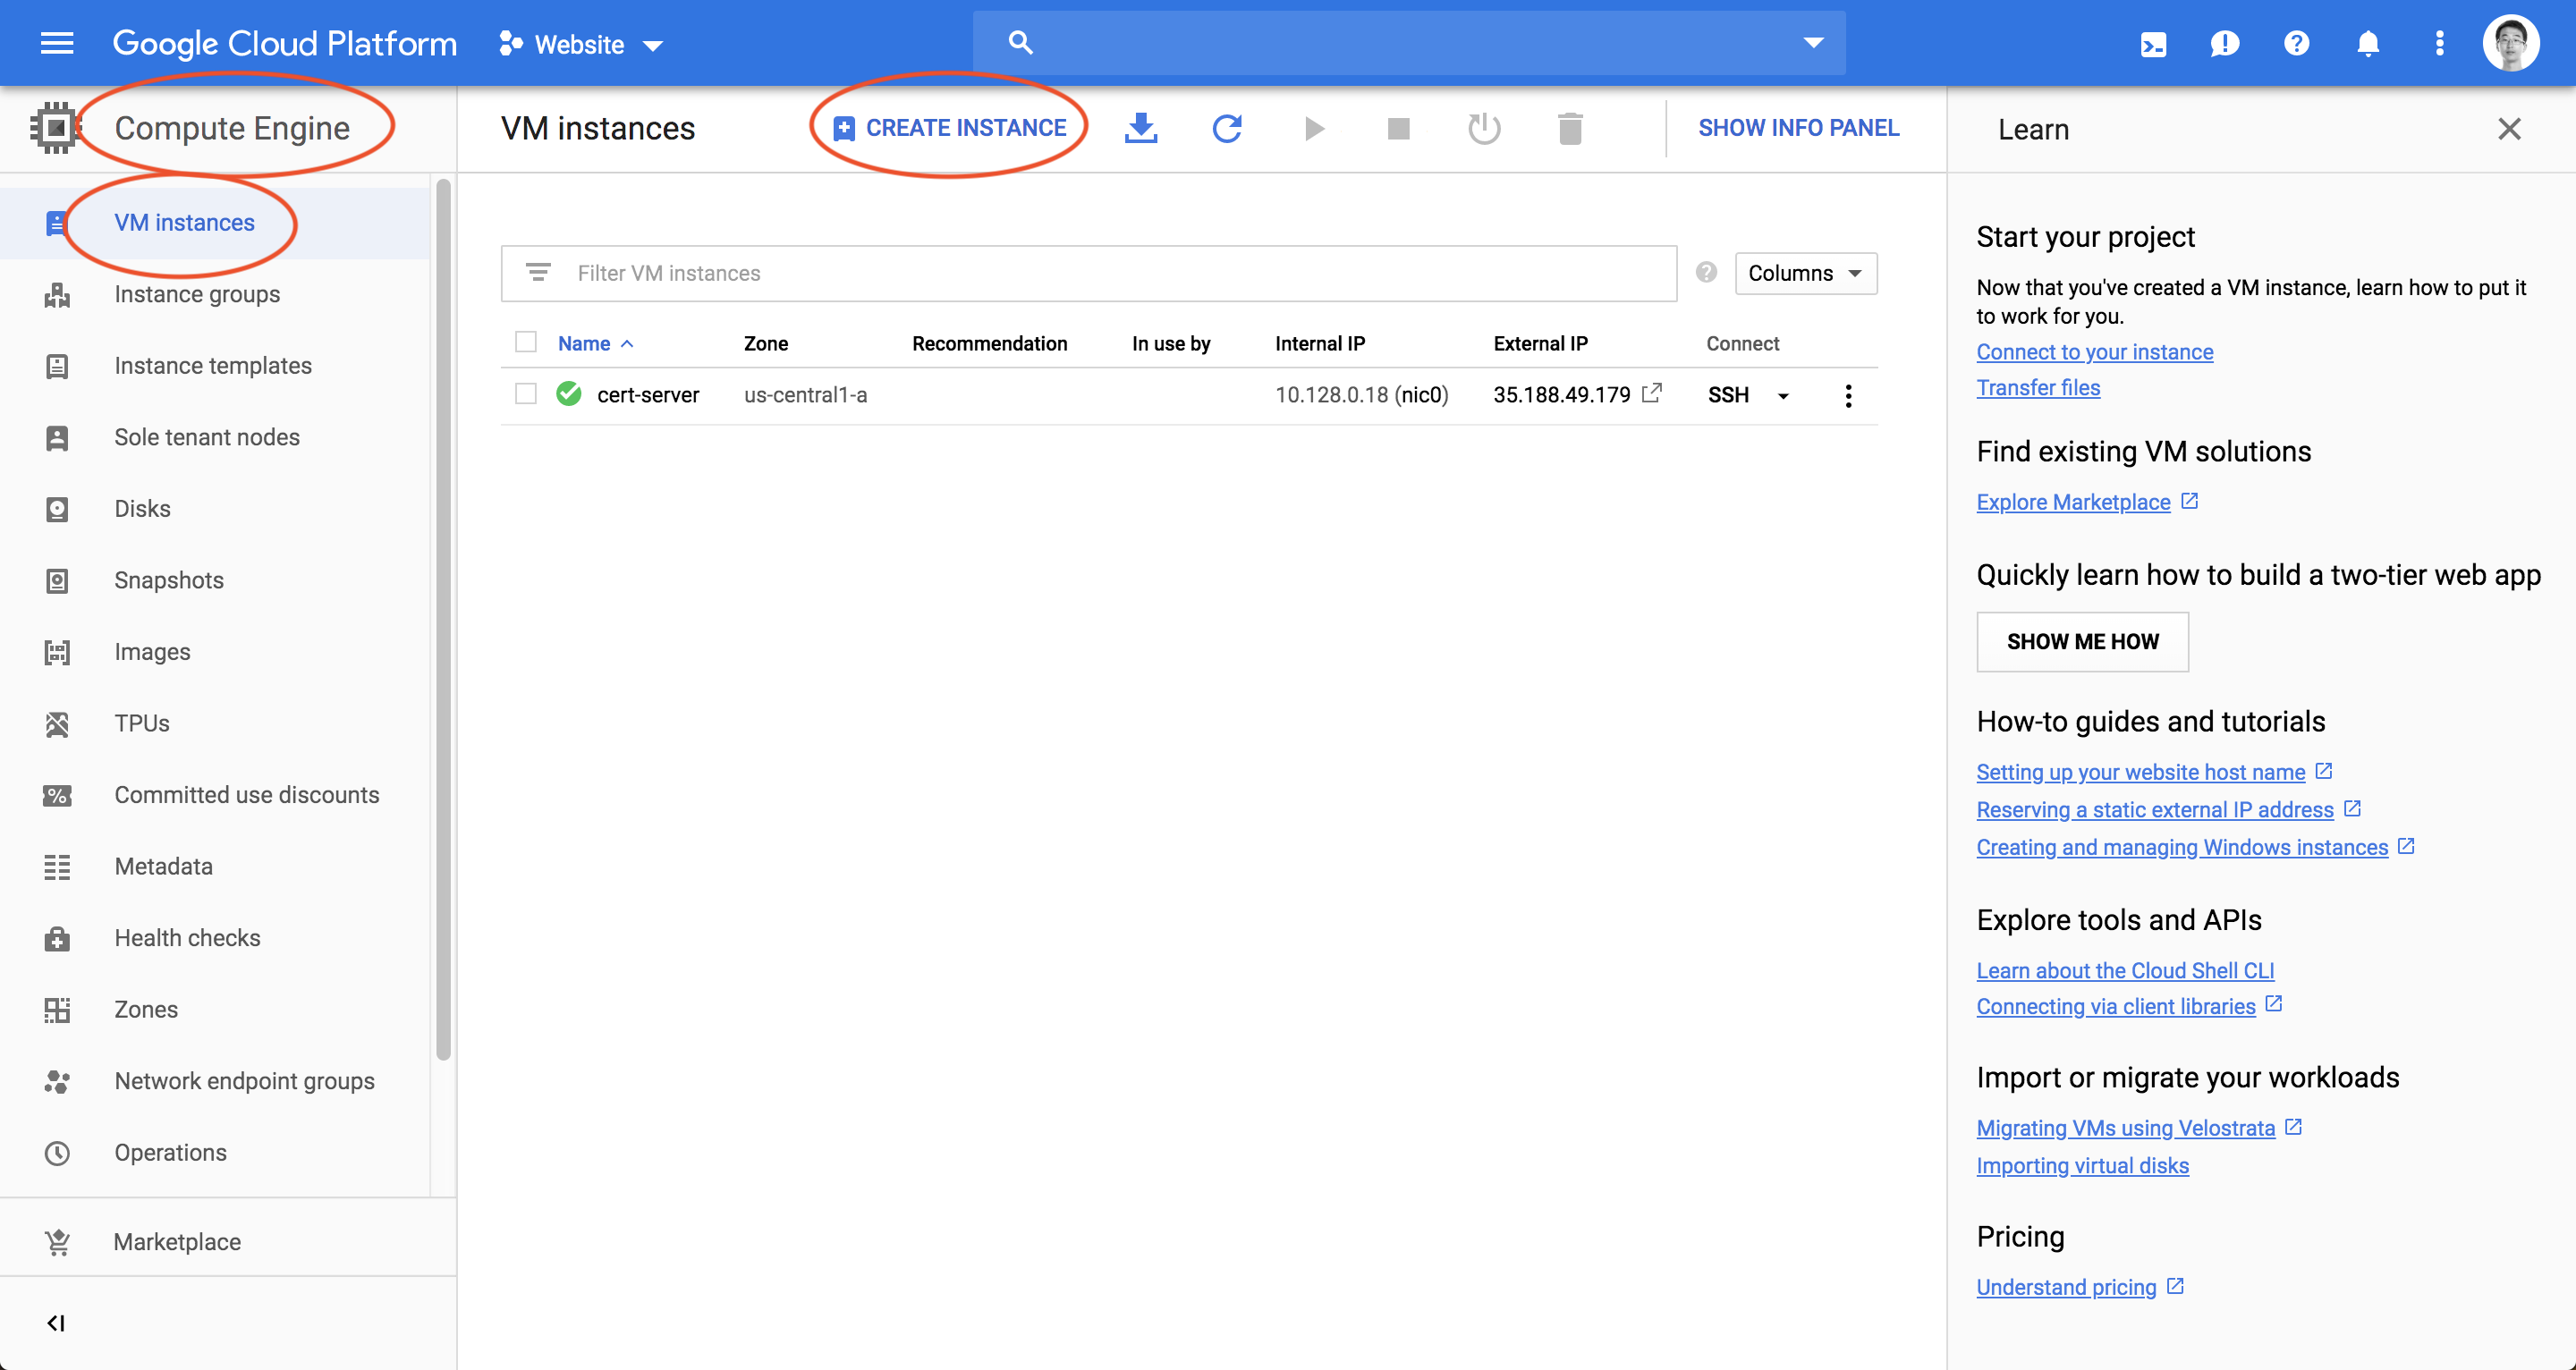 Google Cloud Platform
Website
Compute Engine
VM instances
CREATE INSTANCE
SHOW INFO PANEL
Learn
VM instances
Instance groups
Instance templates
Sole tenant nodes
Disks
Snapshots
Images
TPUs
Committed use discounts
Metadata
Health checks
Zones
Network endpoint groups
Operations
Marketplace
Filter VM instances
Columns
Name Zone Recommendation In use by Internal IP External IP Connect
cert-server us-central1-a 10.128.0.18 (nic0) 35.188.49.179 SSH
Start your project
Now that you've created a VM instance, learn how to put it
to work for you.
Connect to your instance
Transfer files
Find existing VM solutions
Explore Marketplace
Quickly learn how to build a two-tier web app
SHOW ME HOW
How-to guides and tutorials
Setting up your website host name
Reserving a static external IP address
Creating and managing Windows instances
Explore tools and APIs
Learn about the Cloud Shell CLI
Connecting via client libraries
Import or migrate your workloads
Migrating VMs using Velostrata
Importing virtual disks
Pricing
Understand pricing